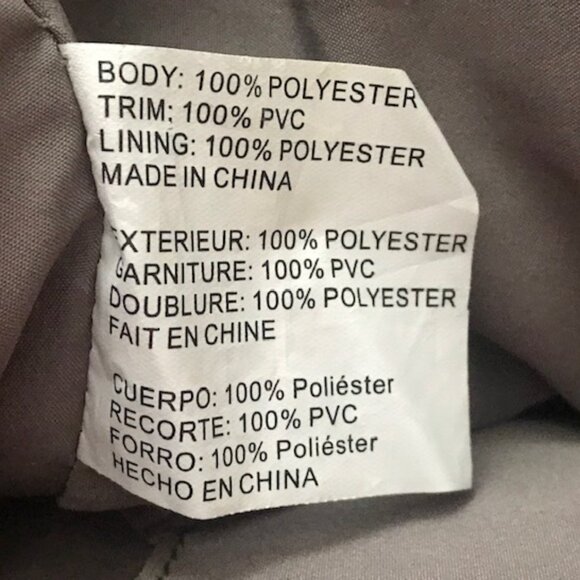 BODY: 100% POLYESTER
TRIM: 100% PVC
LINING: 100% POLYESTER
MADE IN CHINA
EXTERIEUR: 100% POLYESTER
GARNITURE: 100% PVC
DOUBLURE: 100% POLYESTER
FAIT EN CHINE
CUERPO: 100% Poliéster
RECORTE: 100% PVC
FORRO: 100% Poliéster
HECHO EN CHINA